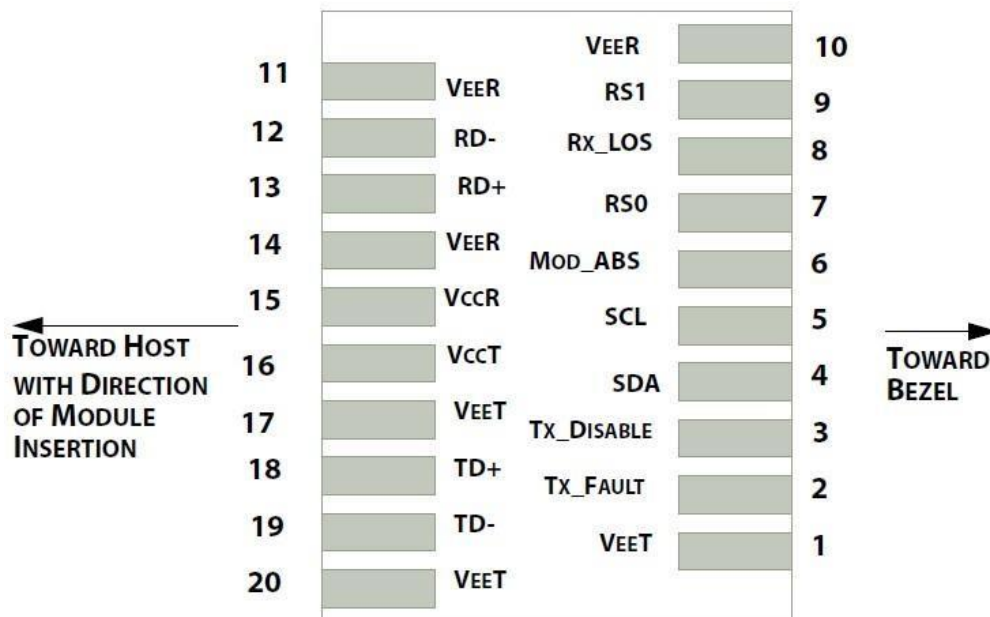 11 VEER
12 RD-
13 RD+
14 VEER
15 VCCR
16 VCCT
17 VEET
18 TD+
19 TD-
20 VEET
VEER 10
RS1 9
RX_LOS 8
RS0 7
MOD_ABS 6
SCL 5
SDA 4
TX_DISABLE 3
TX_FAULT 2
VEET 1
TOWARD HOST
WITH DIRECTION
OF MODULE
INSERTION
TOWARD
BEZEL